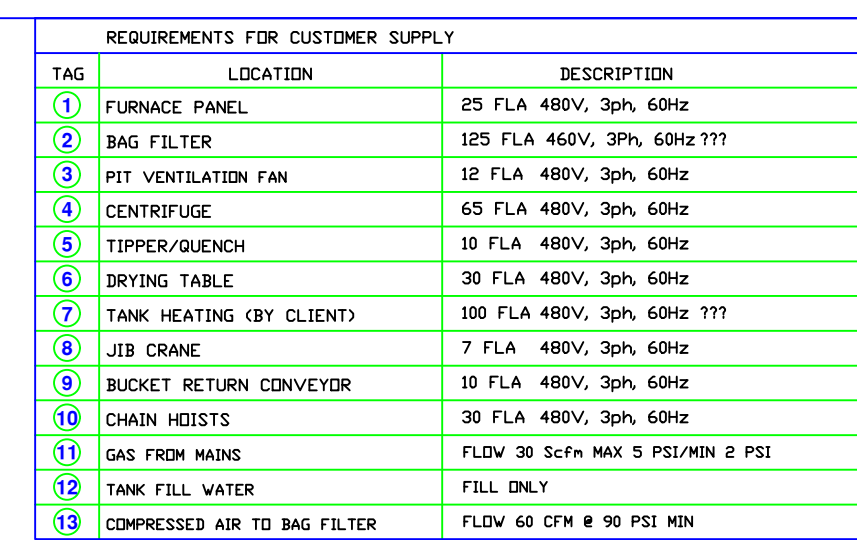 REQUIREMENTS FOR CUSTOMER SUPPLY
TAG LOCATION DESCRIPTION
1 FURNACE PANEL 25 FLA 480V, 3ph, 60Hz
2 BAG FILTER 125 FLA 460V, 3Ph, 60Hz ???
3 PIT VENTILATION FAN 12 FLA 480V, 3ph, 60Hz
4 CENTRIFUGE 65 FLA 480V, 3ph, 60Hz
5 TIPPER/QUENCH 10 FLA 480V, 3ph, 60Hz
6 DRYING TABLE 30 FLA 480V, 3ph, 60Hz
7 TANK HEATING (BY CLIENT) 100 FLA 480V, 3ph, 60Hz ???
8 JIB CRANE 7 FLA 480V, 3ph, 60Hz
9 BUCKET RETURN CONVEYOR 10 FLA 480V, 3ph, 60Hz
10 CHAIN HOISTS 30 FLA 480V, 3ph, 60Hz
11 GAS FROM MAINS FLOW 30 Scfm MAX 5 PSI/MIN 2 PSI
12 TANK FILL WATER FILL ONLY
13 COMPRESSED AIR TO BAG FILTER FLOW 60 CFM @ 90 PSI MIN